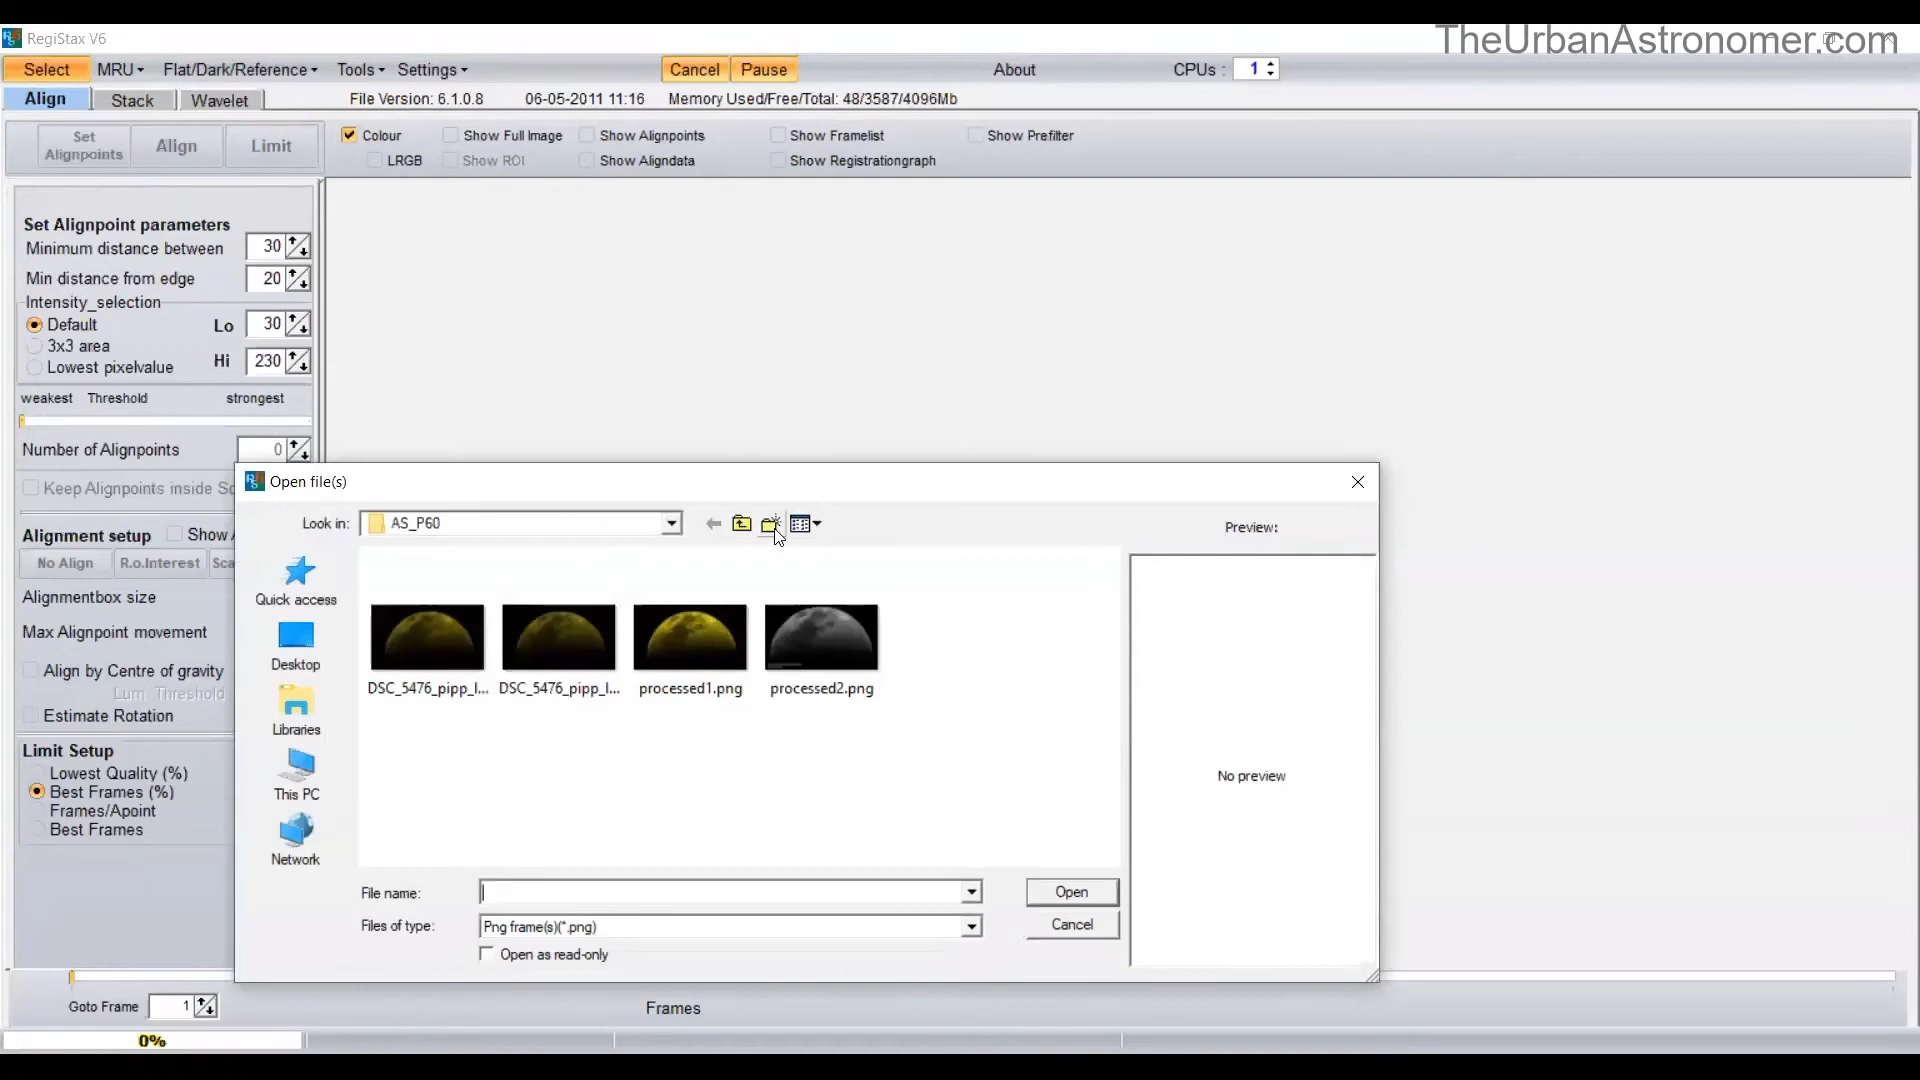 TheUrbanAstronomer.com
RegiStax V6
Select MRU Flat/Dark/Reference Tools Settings Cancel Pause About CPUs : 1
Align Stack Wavelet File Version: 6.1.0.8 06-05-2011 11:16 Memory Used/Free/Total: 48/3587/4096Mb
Set Alignpoints Align Limit
Colour Show Full Image Show Alignpoints Show Framelist Show Prefilter
LRGB Show ROI Show Aligndata Show Registrationgraph
Set Alignpoint parameters
Minimum distance between 30
Min distance from edge 20
Intensity_selection
Default Lo 30
3x3 area
Hi 230
Lowest pixelvalue
weakest Threshold strongest
Number of Alignpoints 0
Keep Alignpoints inside Sc
Alignment setup Show A
No Align R.o.Interest Sca
Alignmentbox size
Max Alignpoint movement
Align by Centre of gravity
Lum. Threshold
Estimate Rotation
Limit Setup
Lowest Quality (%)
Best Frames (%)
Frames/Apoint
Best Frames
Open file(s)
Look in: AS_P60
Preview:
Quick access
Desktop
Libraries
This PC
Network
DSC_5476_pipp_l... DSC_5476_pipp_l... processed1.png processed2.png
No preview
File name: Open
Files of type: Png frame(s)(*.png) Cancel
Open as read-only
Goto Frame 1 Frames
0%